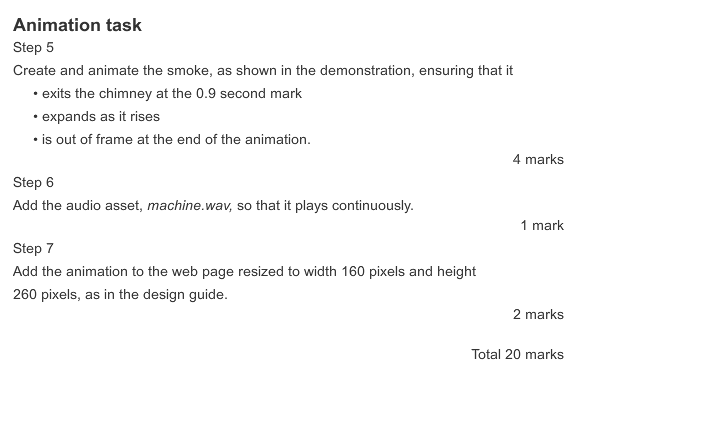 Animation task
Step 5
Create and animate the smoke, as shown in the demonstration, ensuring that it
• exits the chimney at the 0.9 second mark
• expands as it rises
• is out of frame at the end of the animation.
4 marks
Step 6
Add the audio asset, machine.wav, so that it plays continuously.
1 mark
Step 7
Add the animation to the web page resized to width 160 pixels and height
260 pixels, as in the design guide.
2 marks
Total 20 marks